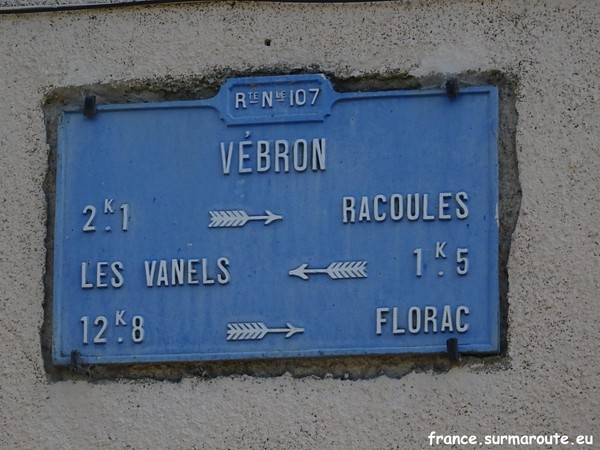 RTE NLE 107
VÉBRON
2K.1 RACOULES
LES VANELS 1K.5
12K.8 FLORAC
france.surmaroute.eu